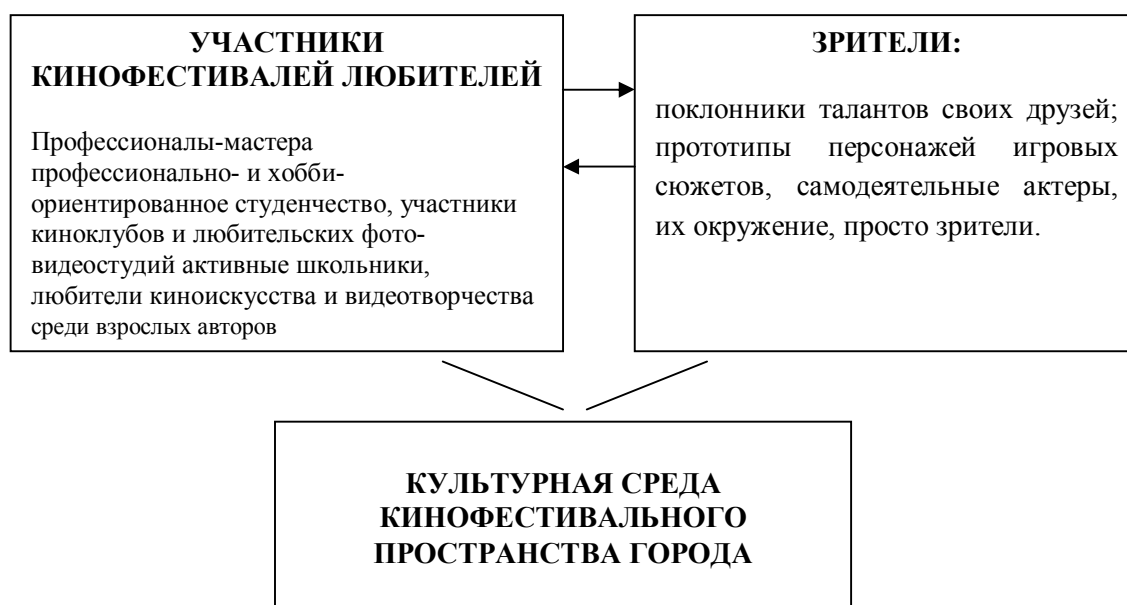 УЧАСТНИКИ
КИНОФЕСТИВАЛЕЙ ЛЮБИТЕЛЕЙ
Профессионалы-мастера
профессионально- и хобби-
ориентированное студенчество, участники
киноклубов и любительских фото-
видеостудий активные школьники,
любители киноискусства и видеотворчества
среди взрослых авторов
ЗРИТЕЛИ:
поклонники талантов своих друзей;
прототипы персонажей игровых
сюжетов, самодеятельные актеры,
их окружение, просто зрители.
КУЛЬТУРНАЯ СРЕДА
КИНОФЕСТИВАЛЬНОГО
ПРОСТРАНСТВА ГОРОДА